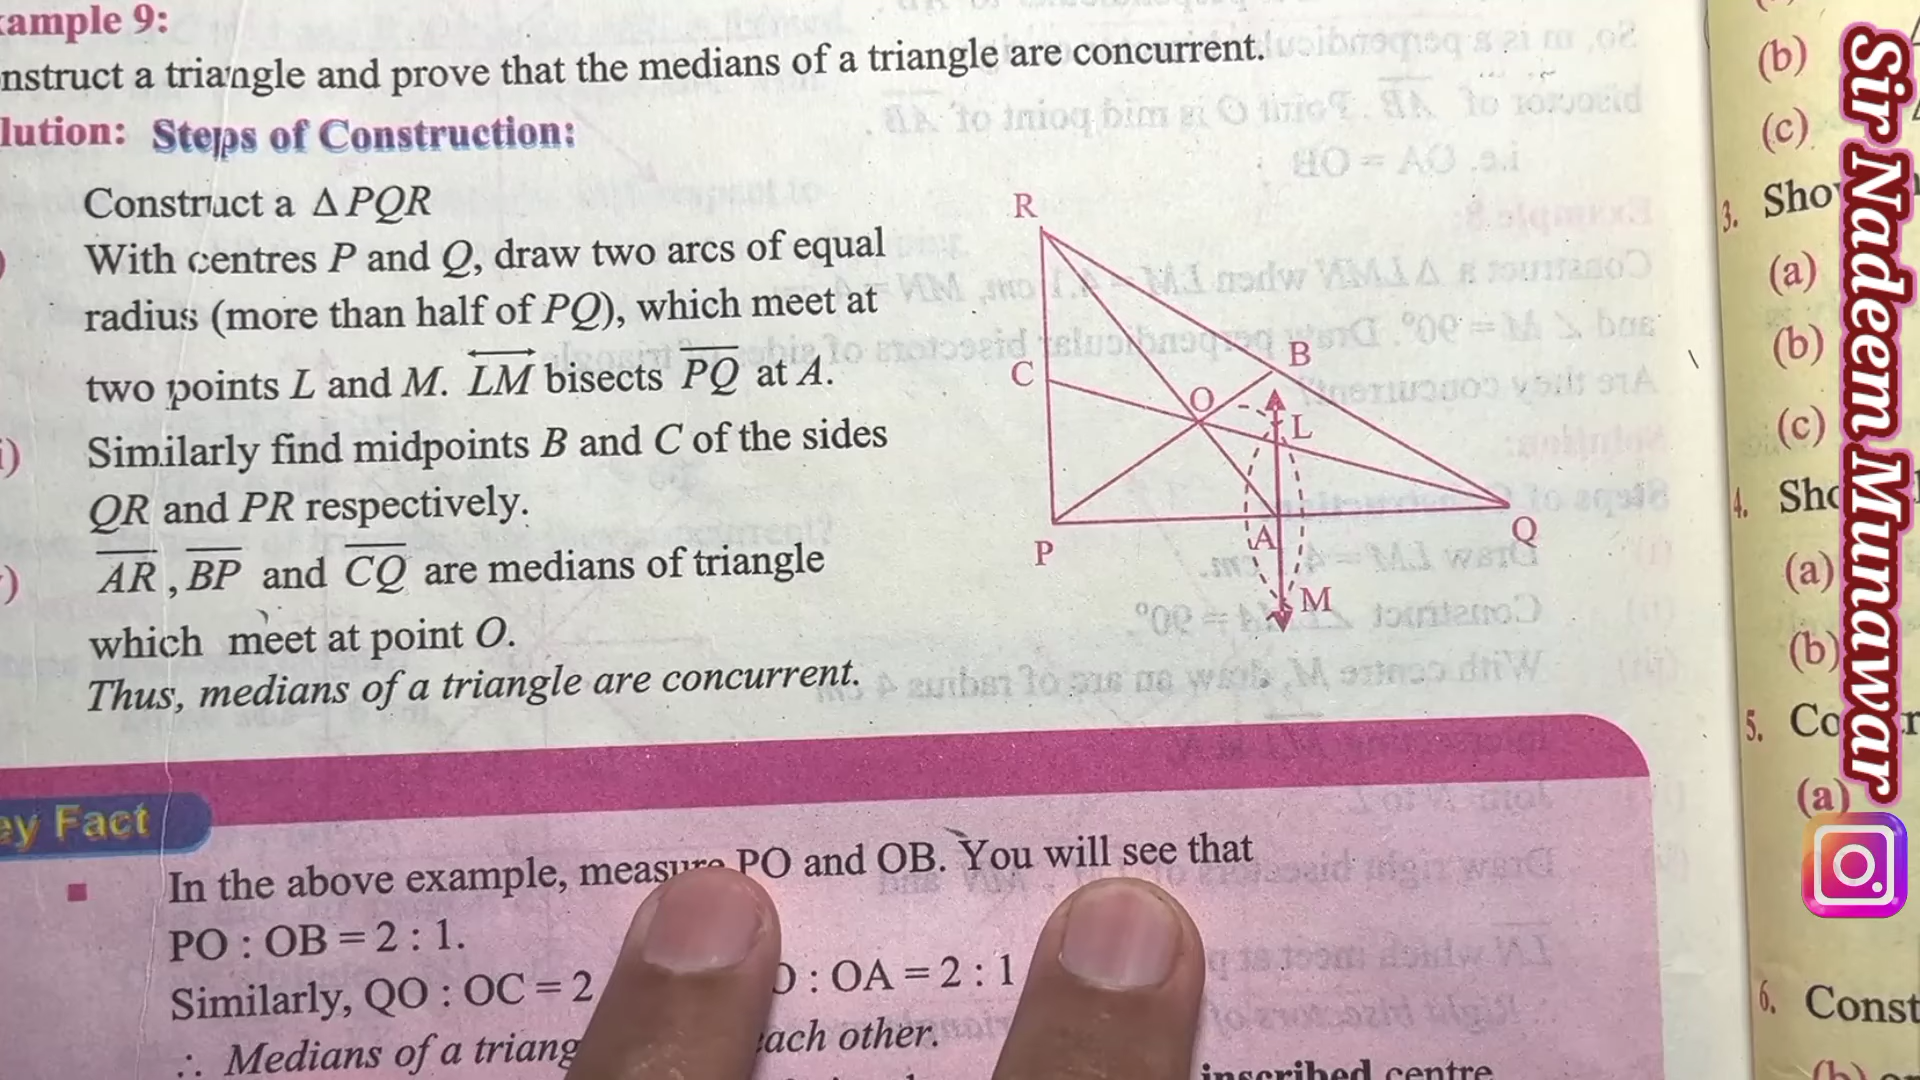 ample 9:
nstruct a triangle and prove that the medians of a triangle are concurrent.
lution: Steps of Construction:
Construct a Δ PQR
With centres P and Q, draw two arcs of equal
radius (more than half of PQ), which meet at
two points L and M. LM bisects PQ at A.
i) Similarly find midpoints B and C of the sides
QR and PR respectively.
) AR, BP and CQ are medians of triangle
which meet at point O.
Thus, medians of a triangle are concurrent.
R
B
C
O
L
A
Q
P
M
ey Fact
In the above example, measure PO and OB. You will see that
PO : OB = 2 : 1.
Similarly, QO : OC = 2 : OA = 2 : 1
∴ Medians of a triang each other.
inscribed centre
(b)
(c)
3. Sho
(a)
(b)
(c)
4. Sho
(a)
(b)
5. Co
(a)
6. Const
(b)
Sir Nadeem Munawar